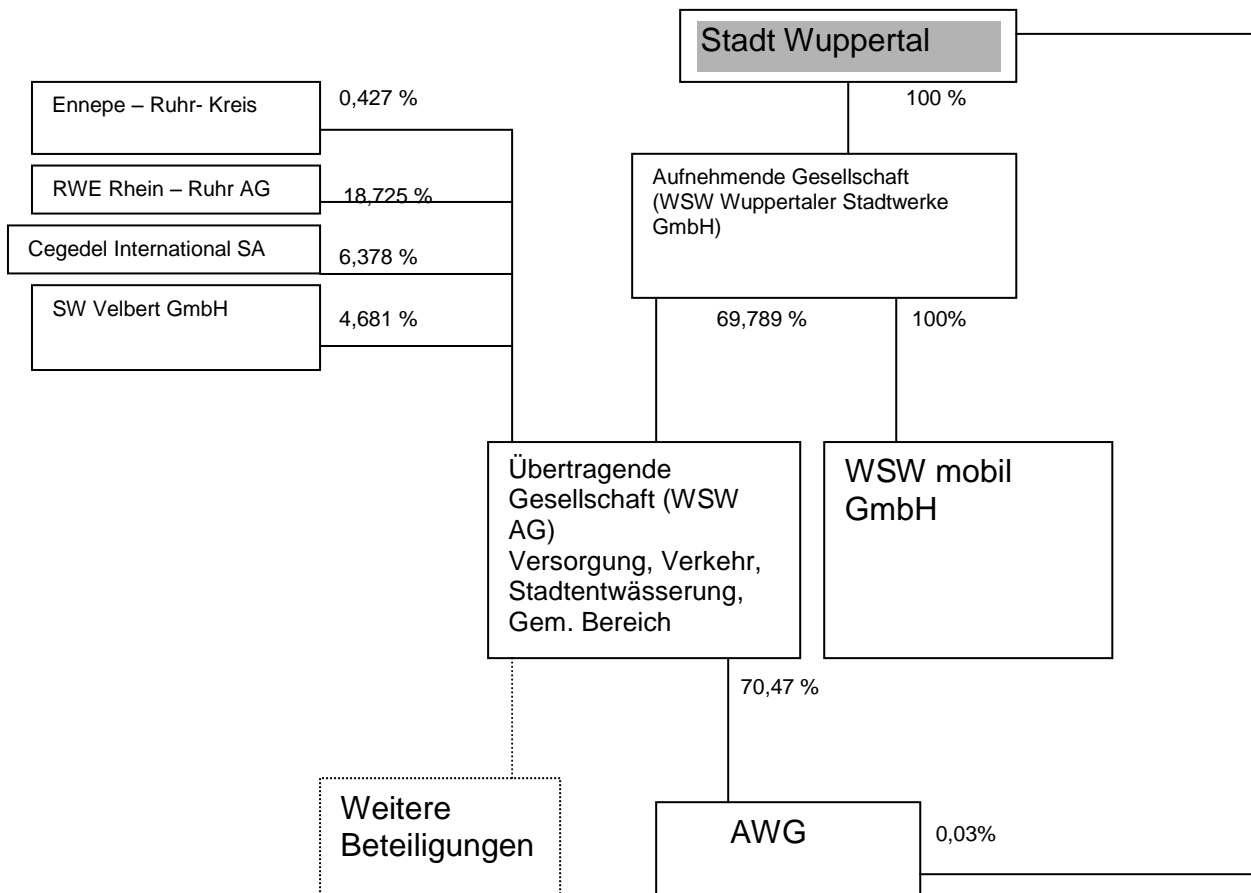 Stadt Wuppertal
Ennepe – Ruhr- Kreis
0,427 %
100 %
RWE Rhein – Ruhr AG
18,725 %
Aufnehmende Gesellschaft
(WSW Wuppertaler Stadtwerke
GmbH)
Cegedel International SA
6,378 %
SW Velbert GmbH
4,681 %
69,789 %
100%
Übertragende
Gesellschaft (WSW
AG)
Versorgung, Verkehr,
Stadtentwässerung,
Gem. Bereich
WSW mobil
GmbH
70,47 %
Weitere
Beteiligungen
AWG
0,03%